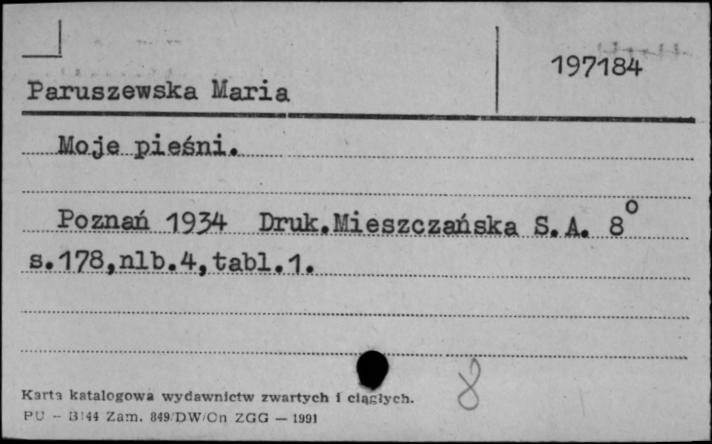 197184
Paruszewska Maria
Moje pieśni.
Poznań 1934 Druk.Mieszczańska S.A. 8°
s.178,nlb.4,tabl.1.
8
Karta katalogowa wydawnictw zwartych i ciągłych.
PU - B144 Zam. 849/DW/Cn ZGG — 1991